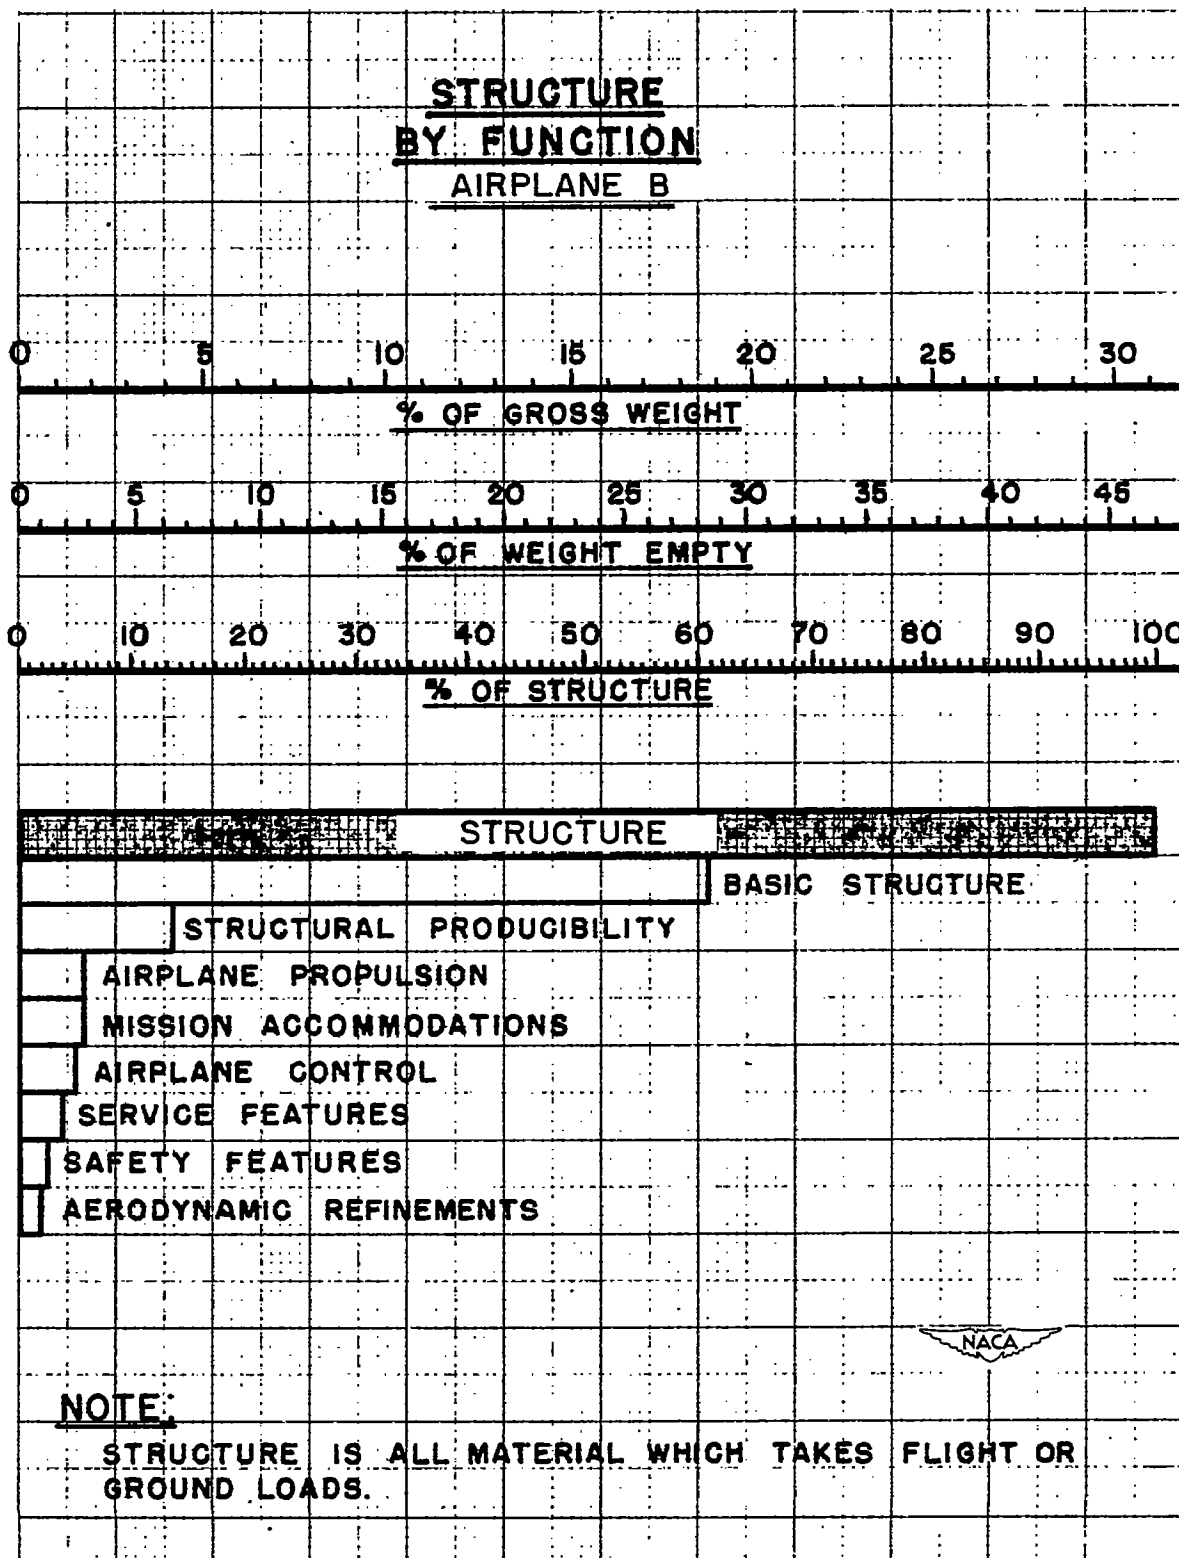 STRUCTURE
BY FUNCTION
AIRPLANE B
0 5 10 15 20 25 30
% OF GROSS WEIGHT
0 5 10 15 20 25 30 35 40 45
% OF WEIGHT EMPTY
0 10 20 30 40 50 60 70 80 90 100
% OF STRUCTURE
STRUCTURE
BASIC STRUCTURE
STRUCTURAL PRODUCIBILITY
AIRPLANE PROPULSION
MISSION ACCOMMODATIONS
AIRPLANE CONTROL
SERVICE FEATURES
SAFETY FEATURES
AERODYNAMIC REFINEMENTS
NACA
NOTE:
STRUCTURE IS ALL MATERIAL WHICH TAKES FLIGHT OR
GROUND LOADS.